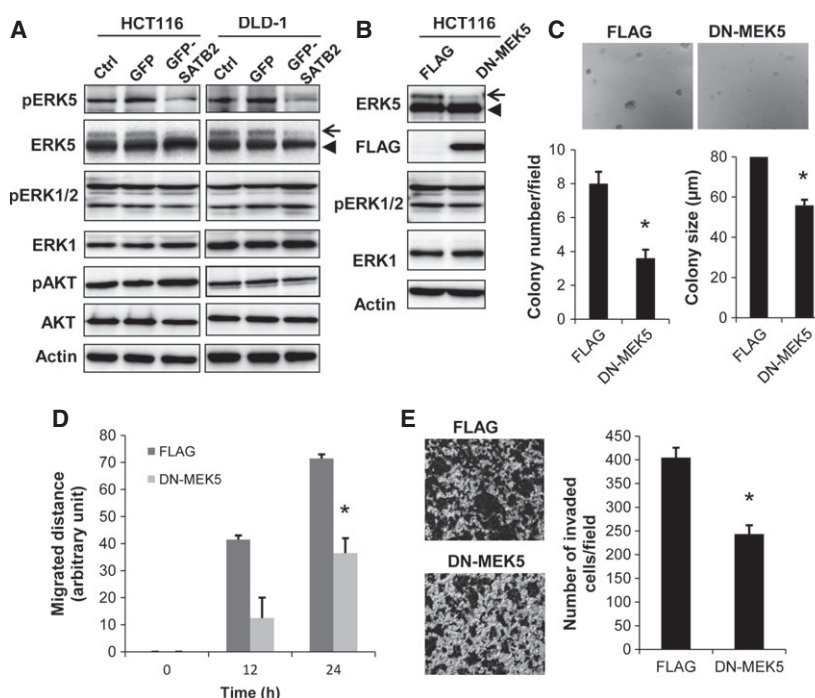 A
HCT116
DLD-1
Ctrl
GFP
GFP-
SATB2
Ctrl
GFP
GFP-
SATB2
pERK5
ERK5
pERK1/2
ERK1
pAKT
AKT
Actin
B
HCT116
FLAG
DN-MEK5
ERK5
FLAG
pERK1/2
ERK1
Actin
C
FLAG
DN-MEK5
Colony number/field
10
8
6
4
2
0
*
FLAG
DN-MEK5
Colony size (µm)
80
60
40
20
0
*
FLAG
DN-MEK5
D
Migrated distance
(arbitrary unit)
80
70
60
50
40
30
20
10
0
FLAG
DN-MEK5
*
0
12
24
Time (h)
E
FLAG
DN-MEK5
Number of invaded
cells/field
450
400
350
300
250
200
150
100
50
0
*
FLAG
DN-MEK5